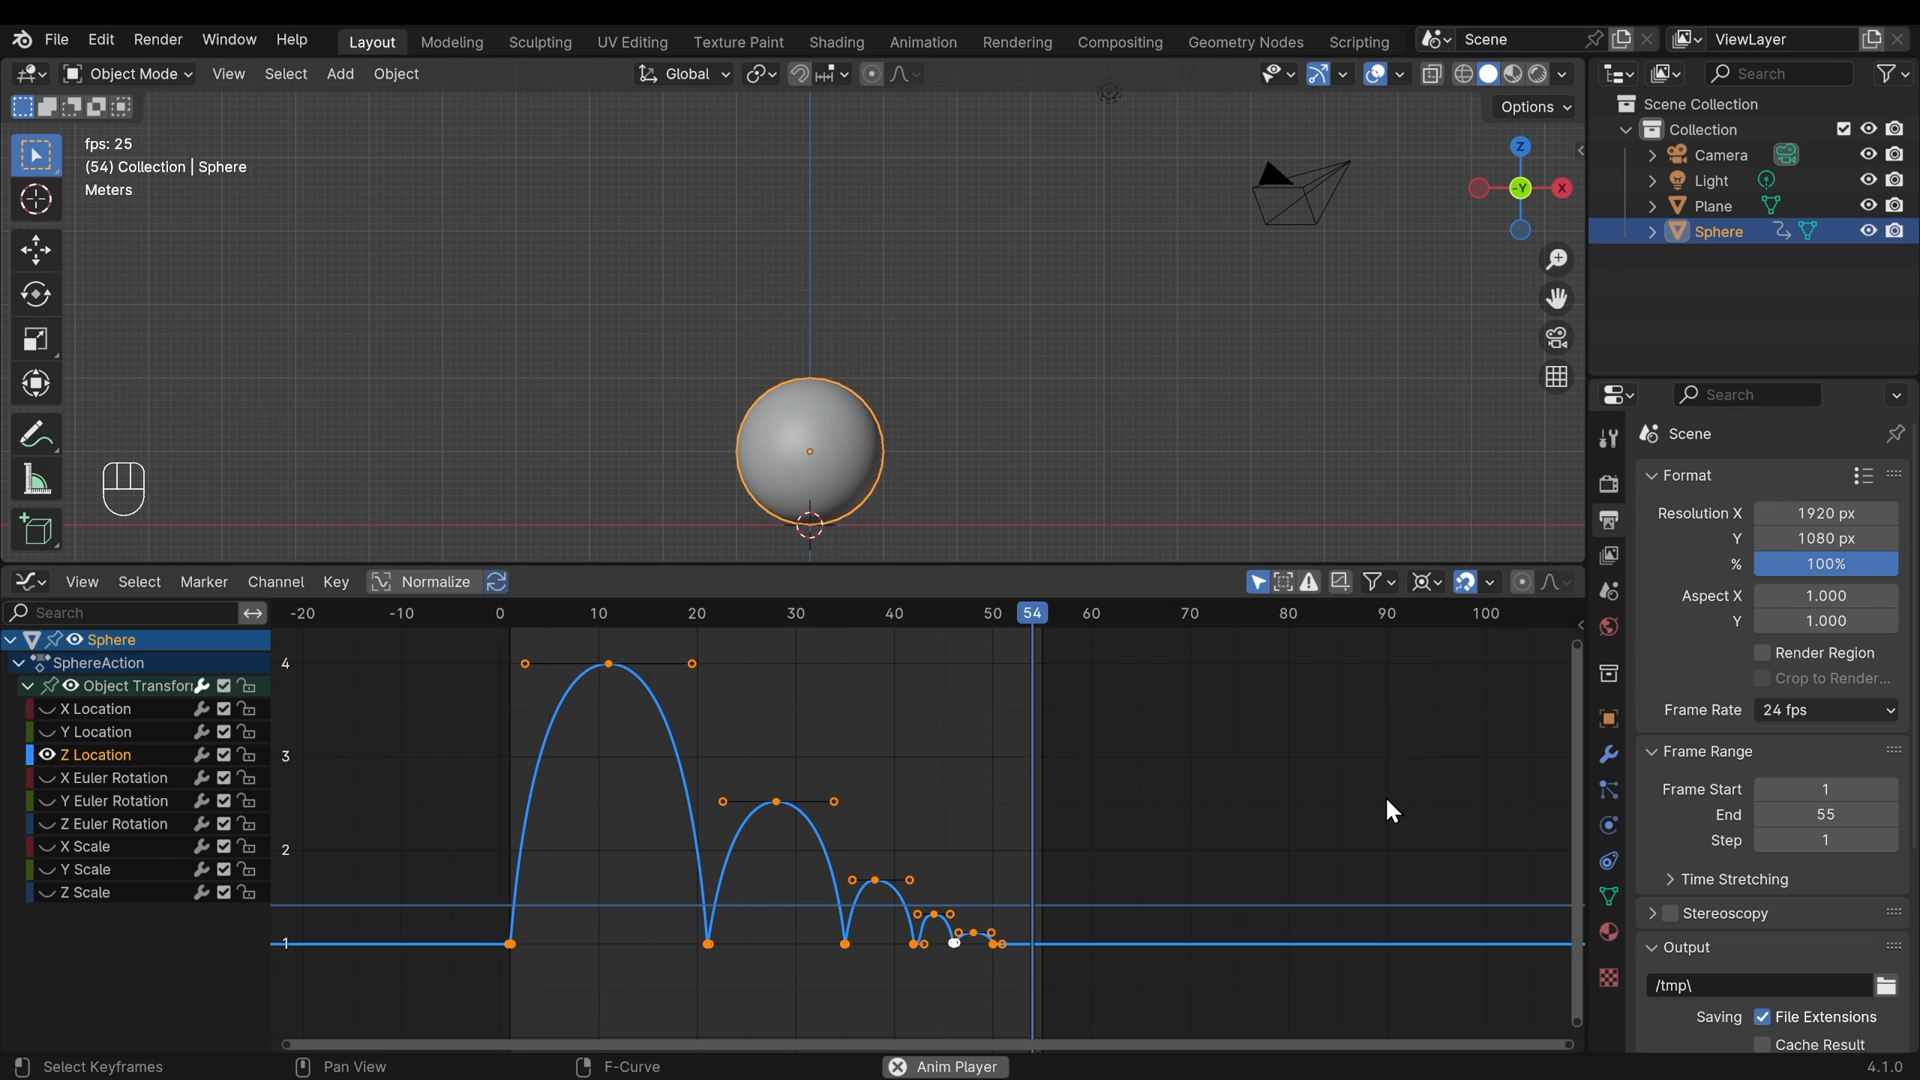 File Edit Render Window Help Layout Modeling Sculpting UV Editing Texture Paint Shading Animation Rendering Compositing Geometry Nodes Scripting Scene ViewLayer
Object Mode View Select Add Object Global Search
Options
Scene Collection
Collection
Camera
Light
Plane
Sphere
fps: 25
(54) Collection | Sphere
Meters
Z
-Y X
Search
Scene
Format
Resolution X 1920 px
Y 1080 px
% 100%
Aspect X 1.000
Y 1.000
Render Region
Crop to Render...
Frame Rate 24 fps
Frame Range
Frame Start 1
End 55
Step 1
Time Stretching
Stereoscopy
Output
/tmp\
Saving File Extensions
Cache Result
View Select Marker Channel Key Normalize
Search
-20 -10 0 10 20 30 40 50 54 60 70 80 90 100
Sphere
SphereAction
Object Transfor
X Location
Y Location
Z Location
X Euler Rotation
Y Euler Rotation
Z Euler Rotation
X Scale
Y Scale
Z Scale
4
3
2
1
Select Keyframes Pan View F-Curve Anim Player 4.1.0